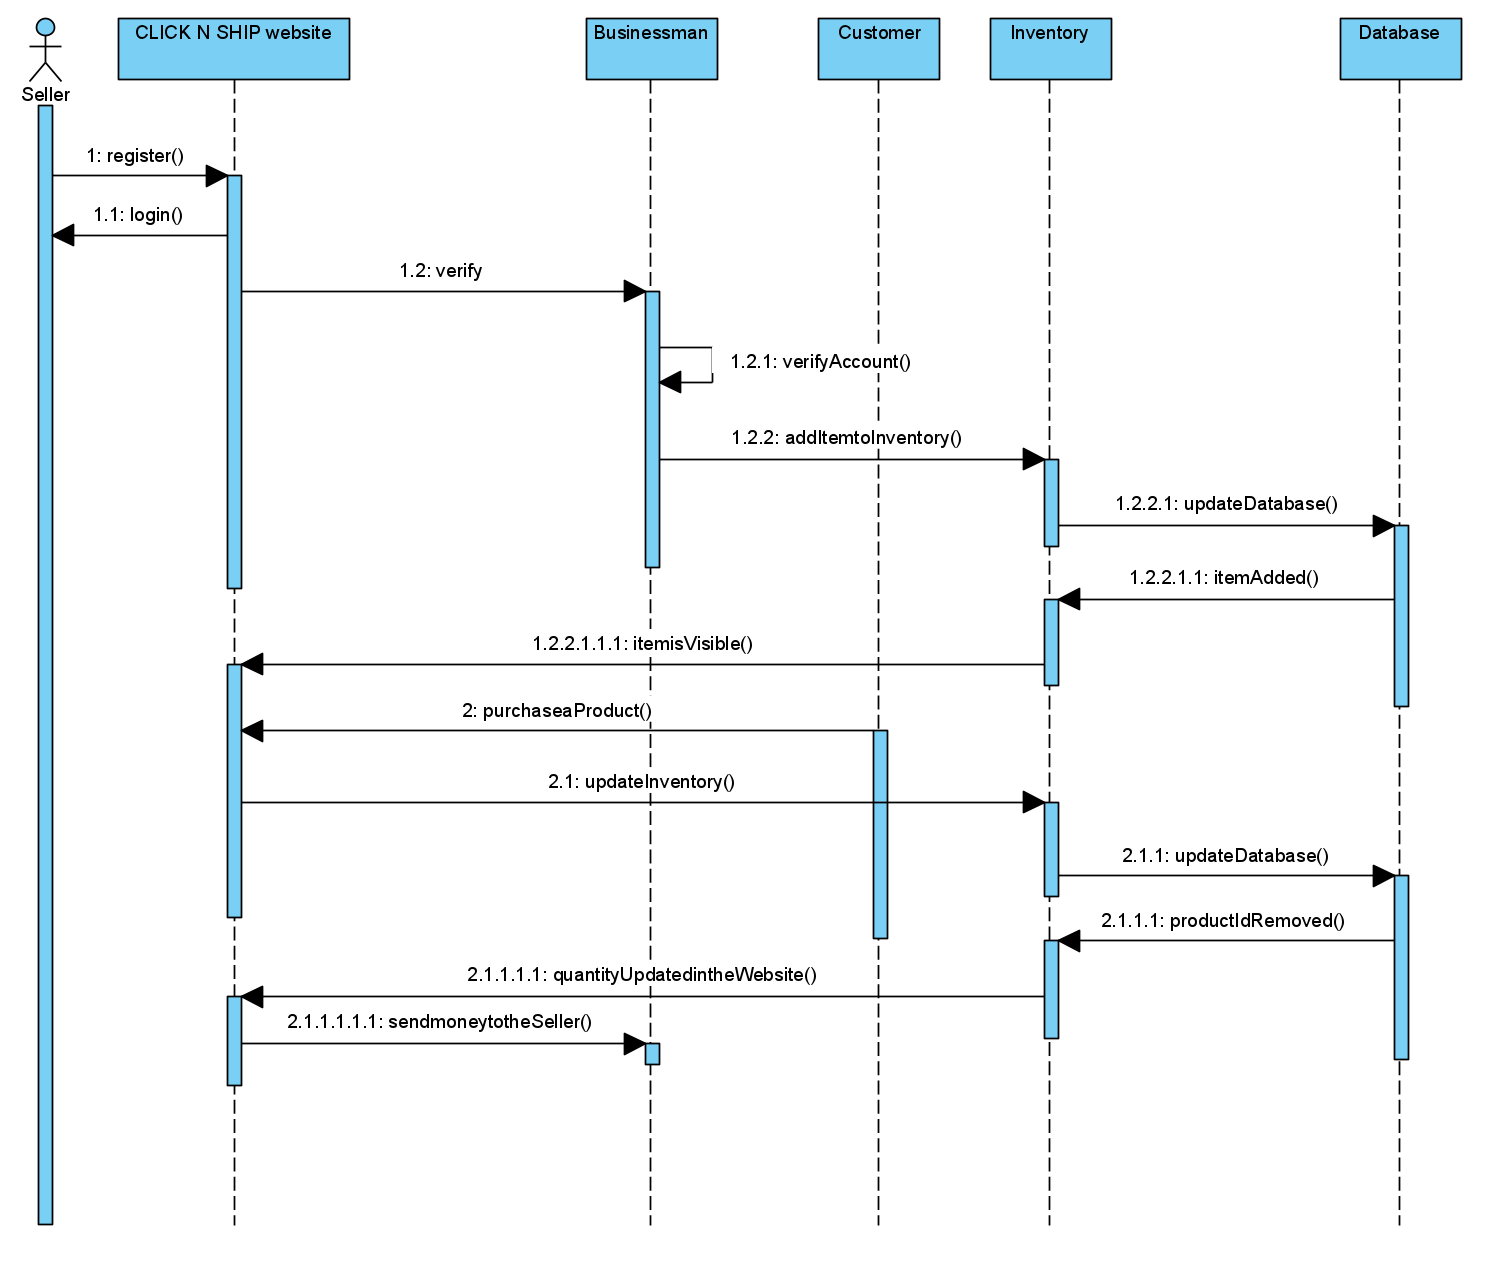 CLICK N SHIP website
Businessman
Customer
Inventory
Database
Seller
1: register()
1.1: login()
1.2: verify
1.2.1: verifyAccount()
1.2.2: addItemtoInventory()
1.2.2.1: updateDatabase()
1.2.2.1.1: itemAdded()
1.2.2.1.1.1: itemisVisible()
2: purchaseaProduct()
2.1: updateInventory()
2.1.1: updateDatabase()
2.1.1.1: productIdRemoved()
2.1.1.1.1: quantityUpdatedintheWebsite()
2.1.1.1.1.1: sendmoneytotheSeller()